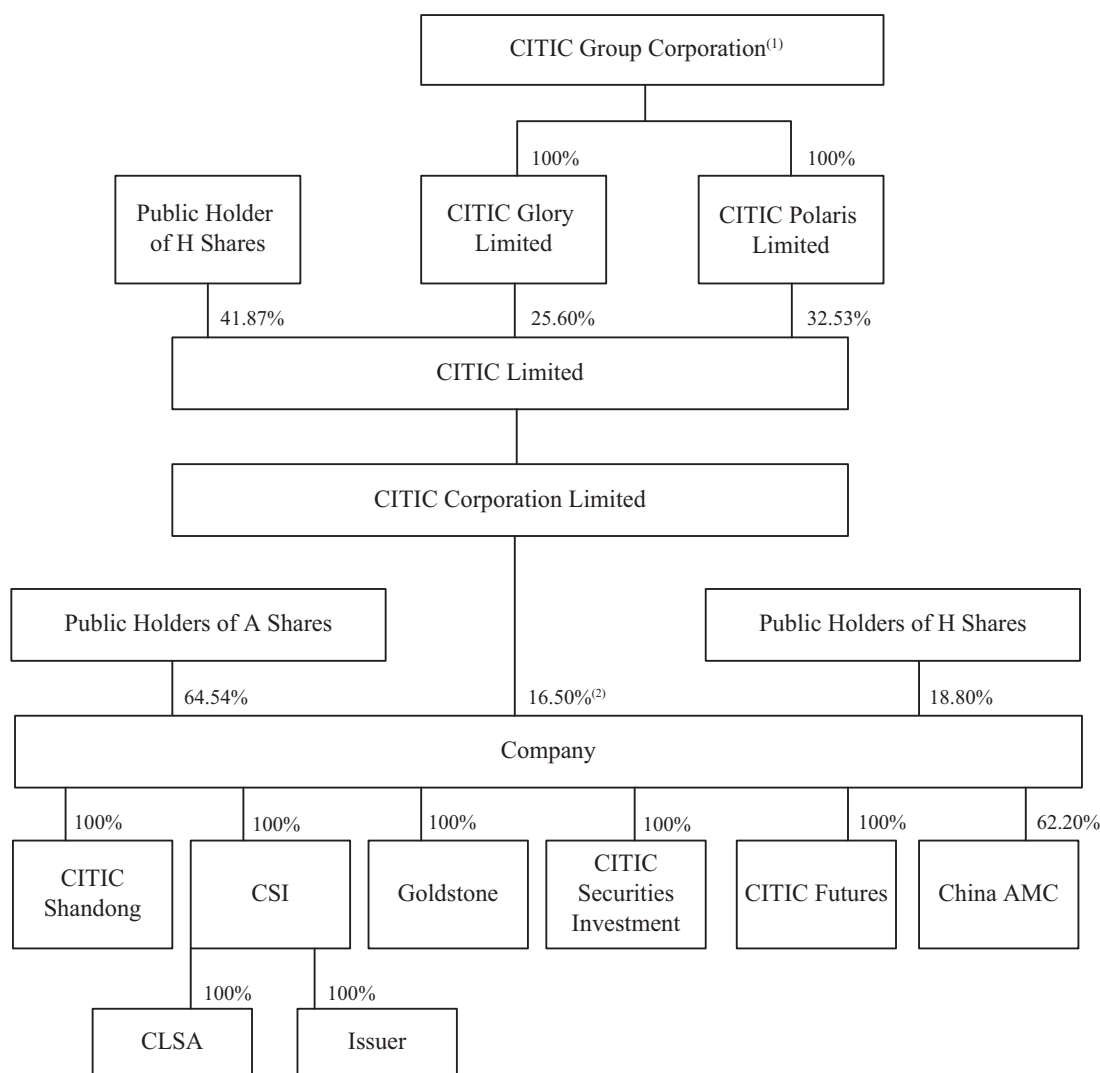 CITIC Group Corporation(1)
100%
100%
Public Holder
of H Shares
CITIC Glory
Limited
CITIC Polaris
Limited
41.87%
25.60%
32.53%
CITIC Limited
CITIC Corporation Limited
Public Holders of A Shares
Public Holders of H Shares
64.54%
16.50%(2)
18.80%
Company
100%
100%
100%
100%
100%
62.20%
CITIC
Shandong
CSI
Goldstone
CITIC
Securities
Investment
CITIC Futures
China AMC
100%
100%
CLSA
Issuer